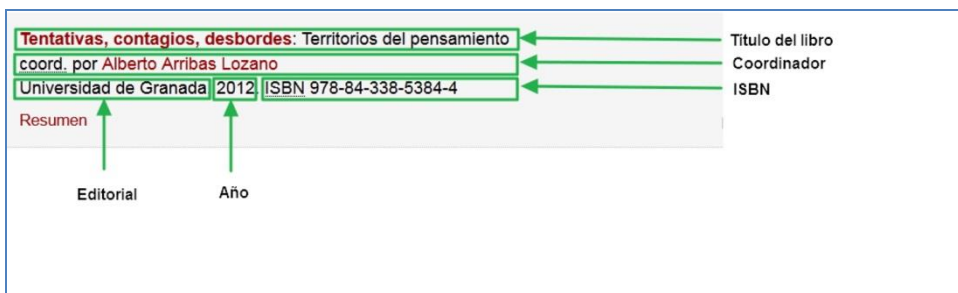 Tentativas, contagios, desbordes: Territorios del pensamiento
Titulo del libro
coord. por Alberto Arribas Lozano
Coordinador
Universidad de Granada 2012. ISBN 978-84-338-5384-4
ISBN
Resumen
Editorial
Año